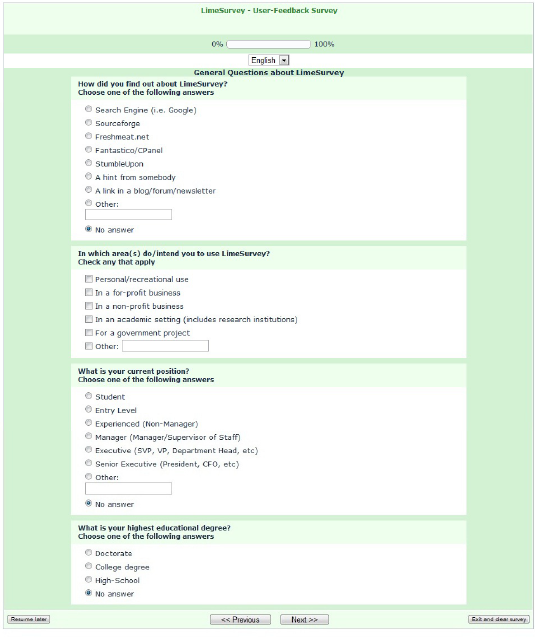 LimeSurvey - User-Feedback Survey
0% 100%
English
General Questions about LimeSurvey
How did you find out about LimeSurvey?
Choose one of the following answers
Search Engine (i.e. Google)
Sourceforge
Freshmeat.net
Fantastico/CPanel
StumbleUpon
A hint from somebody
A link in a blog/forum/newsletter
Other:
No answer
In which area(s) do/intend you to use LimeSurvey?
Check any that apply
Personal/recreational use
In a for-profit business
In a non-profit business
In an academic setting (includes research institutions)
For a government project
Other:
What is your current position?
Choose one of the following answers
Student
Entry Level
Experienced (Non-Manager)
Manager (Manager/Supervisor of Staff)
Executive (SVP, VP, Department Head, etc)
Senior Executive (President, CFO, etc)
Other:
No answer
What is your highest educational degree?
Choose one of the following answers
Doctorate
College degree
High-School
No answer
Resume later << Previous Next >> Exit and clear survey